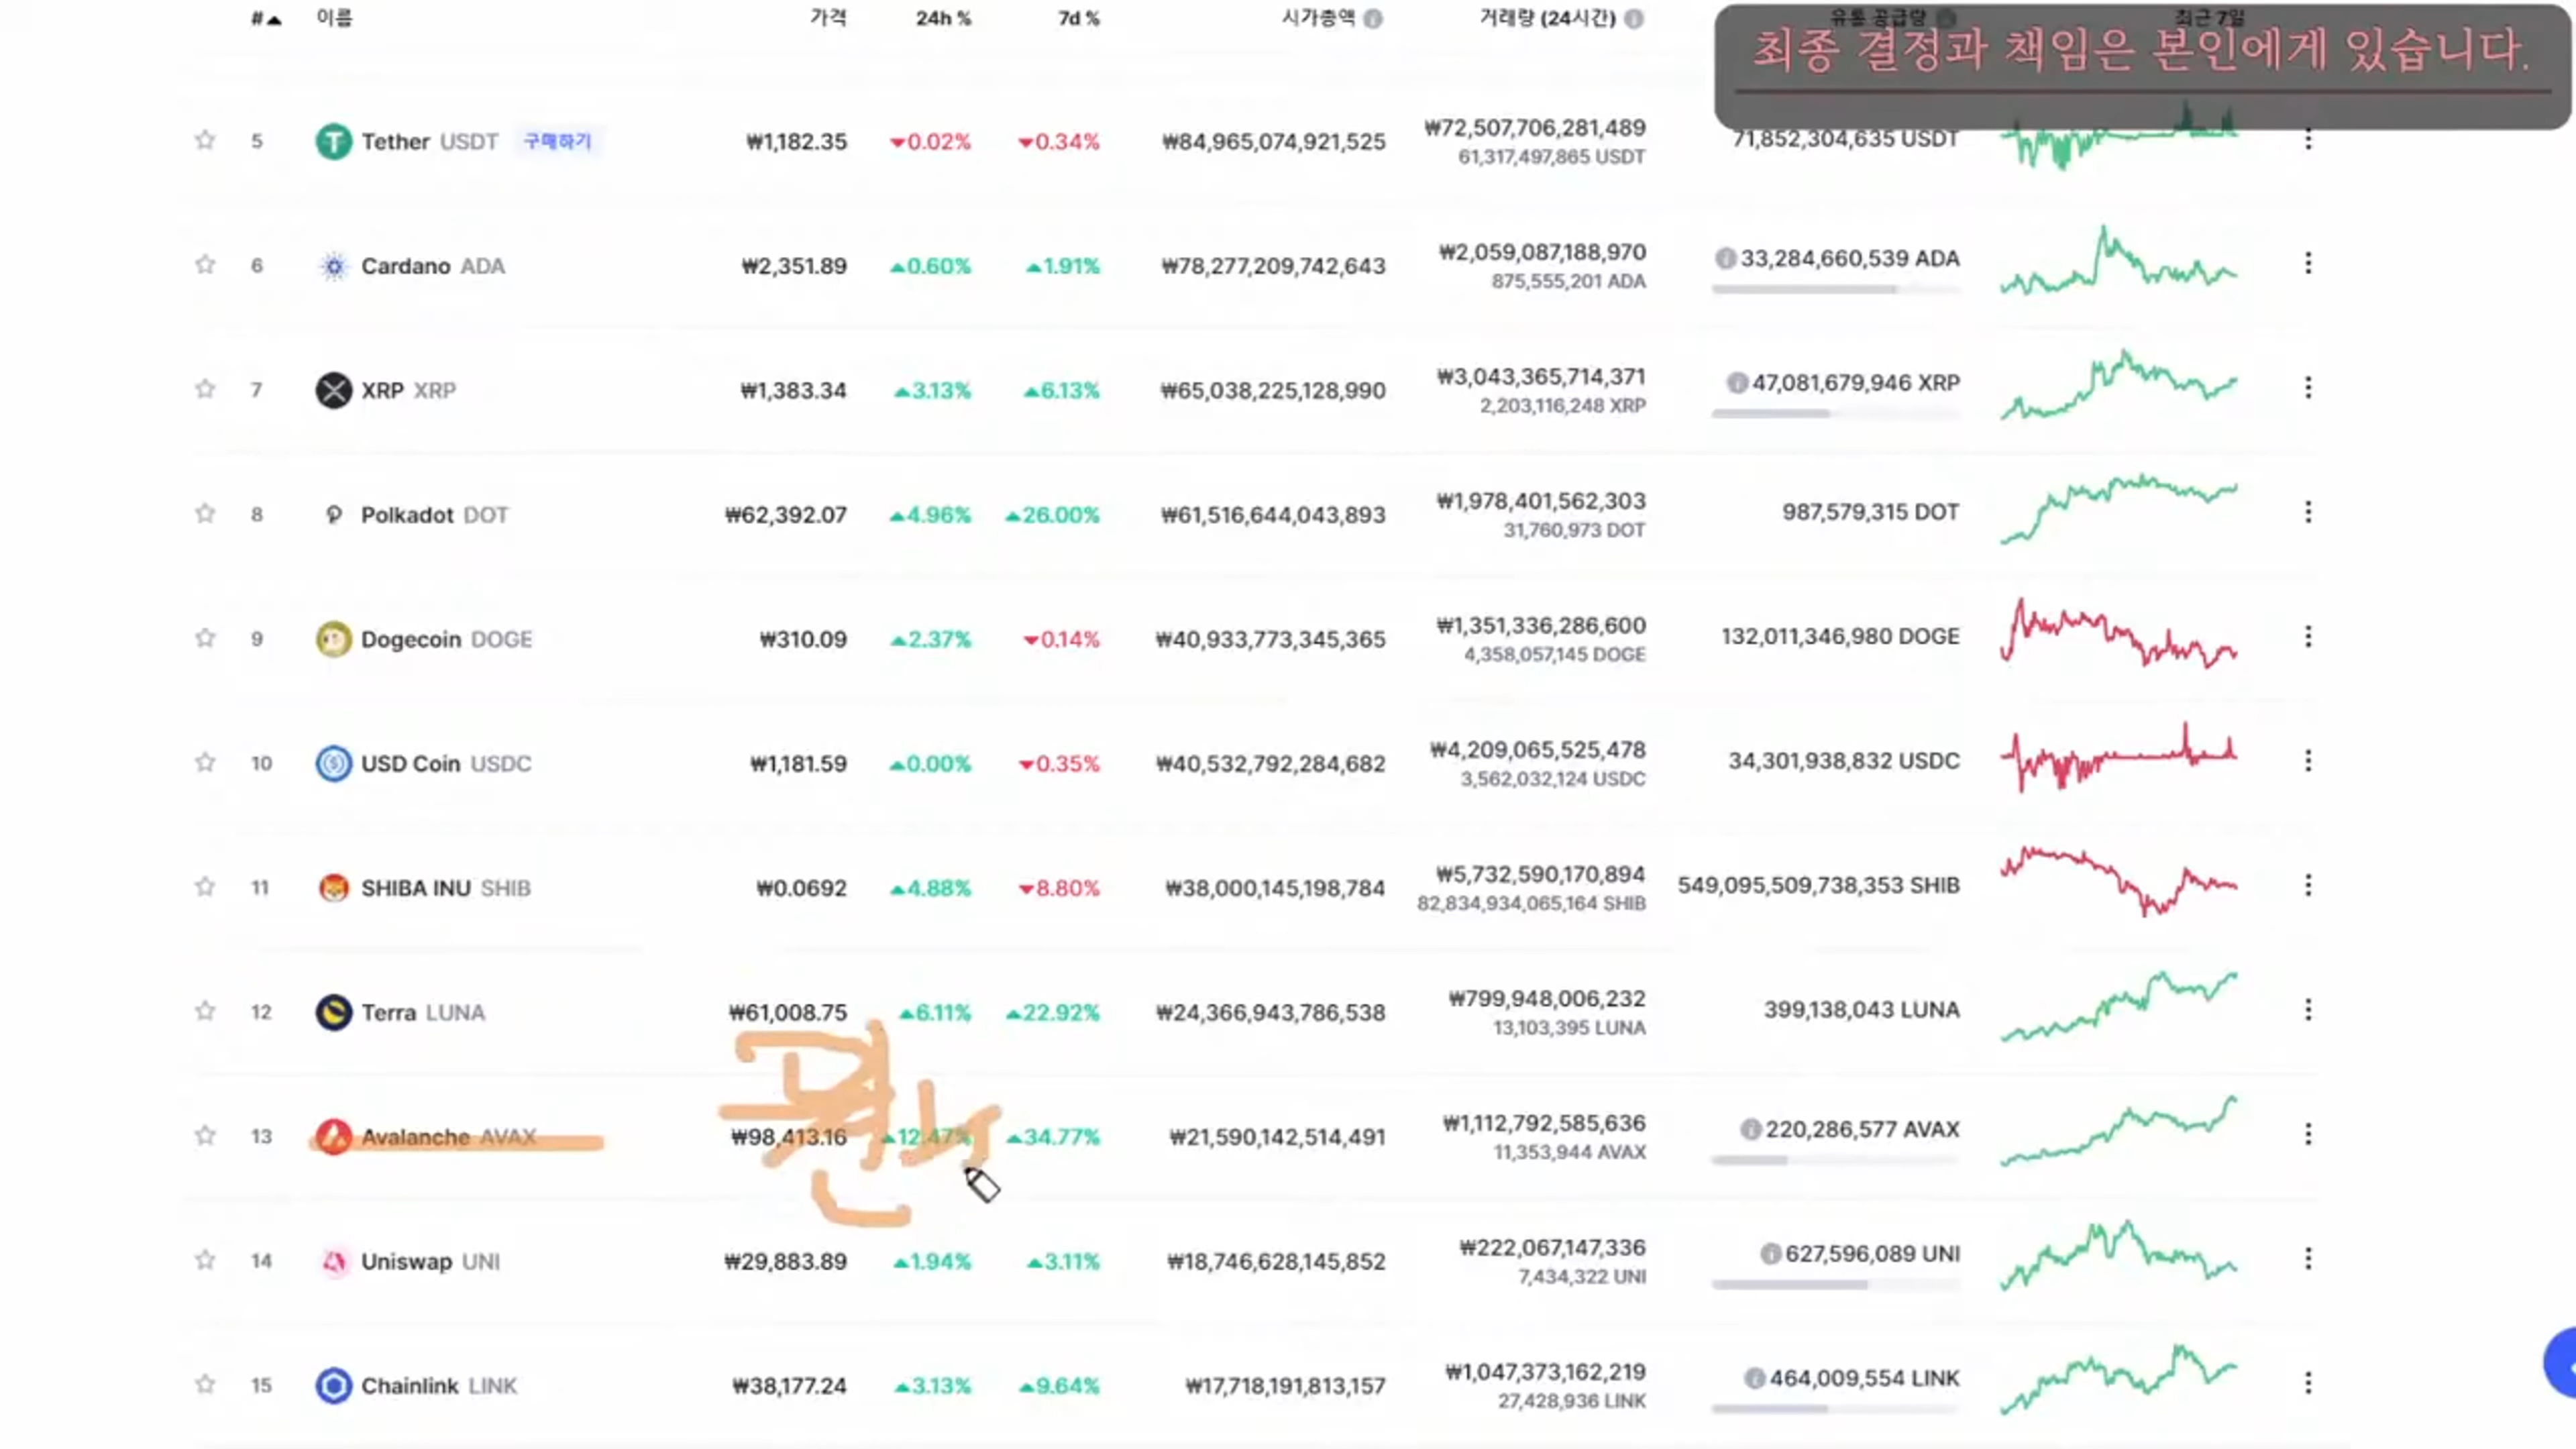 # 이름 가격 24h % 7d % 시가총액 거래량 (24시간) 유통 공급량 최근 7일
최종 결정과 책임은 본인에게 있습니다.
5 Tether USDT 구매하기 ₩1,182.35 0.02% 0.34% ₩84,965,074,921,525 ₩72,507,706,281,489 71,852,304,635 USDT
61,317,497,865 USDT
6 Cardano ADA ₩2,351.89 0.60% 1.91% ₩78,277,209,742,643 ₩2,059,087,188,970 33,284,660,539 ADA
875,555,201 ADA
7 XRP XRP ₩1,383.34 3.13% 6.13% ₩65,038,225,128,990 ₩3,043,365,714,371 47,081,679,946 XRP
2,203,116,248 XRP
8 Polkadot DOT ₩62,392.07 4.96% 26.00% ₩61,516,644,043,893 ₩1,978,401,562,303 987,579,315 DOT
31,760,973 DOT
9 Dogecoin DOGE ₩310.09 2.37% 0.14% ₩40,933,773,345,365 ₩1,351,336,286,600 132,011,346,980 DOGE
4,358,057,145 DOGE
10 USD Coin USDC ₩1,181.59 0.00% 0.35% ₩40,532,792,284,682 ₩4,209,065,525,478 34,301,938,832 USDC
3,562,032,124 USDC
11 SHIBA INU SHIB ₩0.0692 4.88% 8.80% ₩38,000,145,198,784 ₩5,732,590,170,894 549,095,509,738,353 SHIB
82,834,934,065,164 SHIB
12 Terra LUNA ₩61,008.75 6.11% 22.92% ₩24,366,943,786,538 ₩799,948,006,232 399,138,043 LUNA
13,103,395 LUNA
13 Avalanche AVAX ₩98,413.16 12.47% 34.77% ₩21,590,142,514,491 ₩1,112,792,585,636 220,286,577 AVAX
11,353,944 AVAX
14 Uniswap UNI ₩29,883.89 1.94% 3.11% ₩18,746,628,145,852 ₩222,067,147,336 627,596,089 UNI
7,434,322 UNI
15 Chainlink LINK ₩38,177.24 3.13% 9.64% ₩17,718,191,813,157 ₩1,047,373,162,219 464,009,554 LINK
27,428,936 LINK